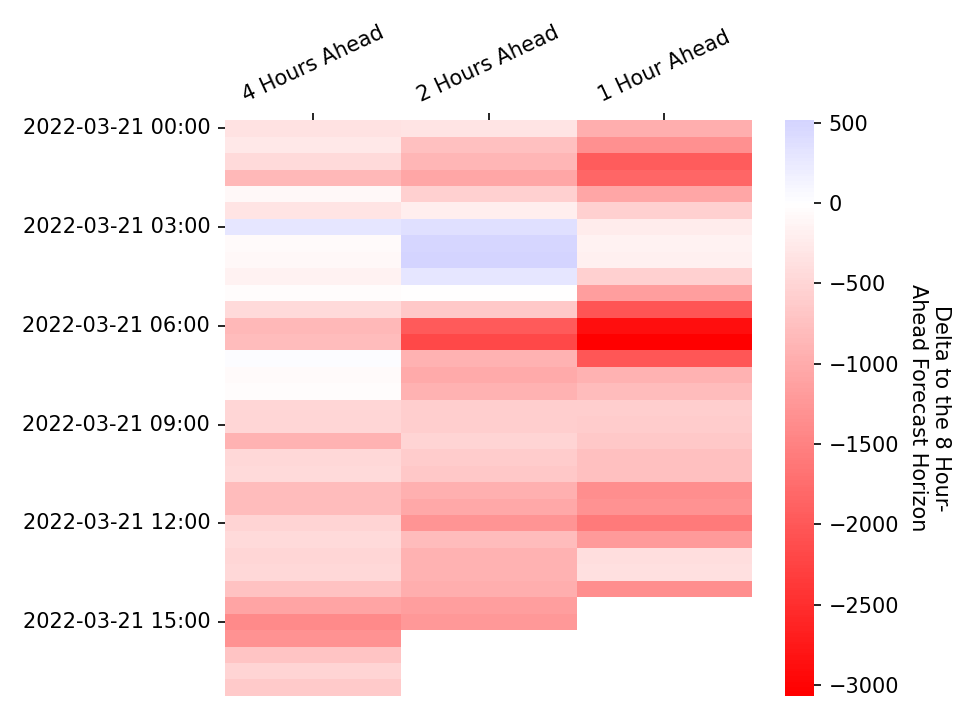 4 Hours Ahead
2 Hours Ahead
1 Hour Ahead
2022-03-21 00:00
2022-03-21 03:00
2022-03-21 06:00
2022-03-21 09:00
2022-03-21 12:00
2022-03-21 15:00
500
0
−500
−1000
−1500
−2000
−2500
−3000
Delta to the 8 Hour-
Ahead Forecast Horizon